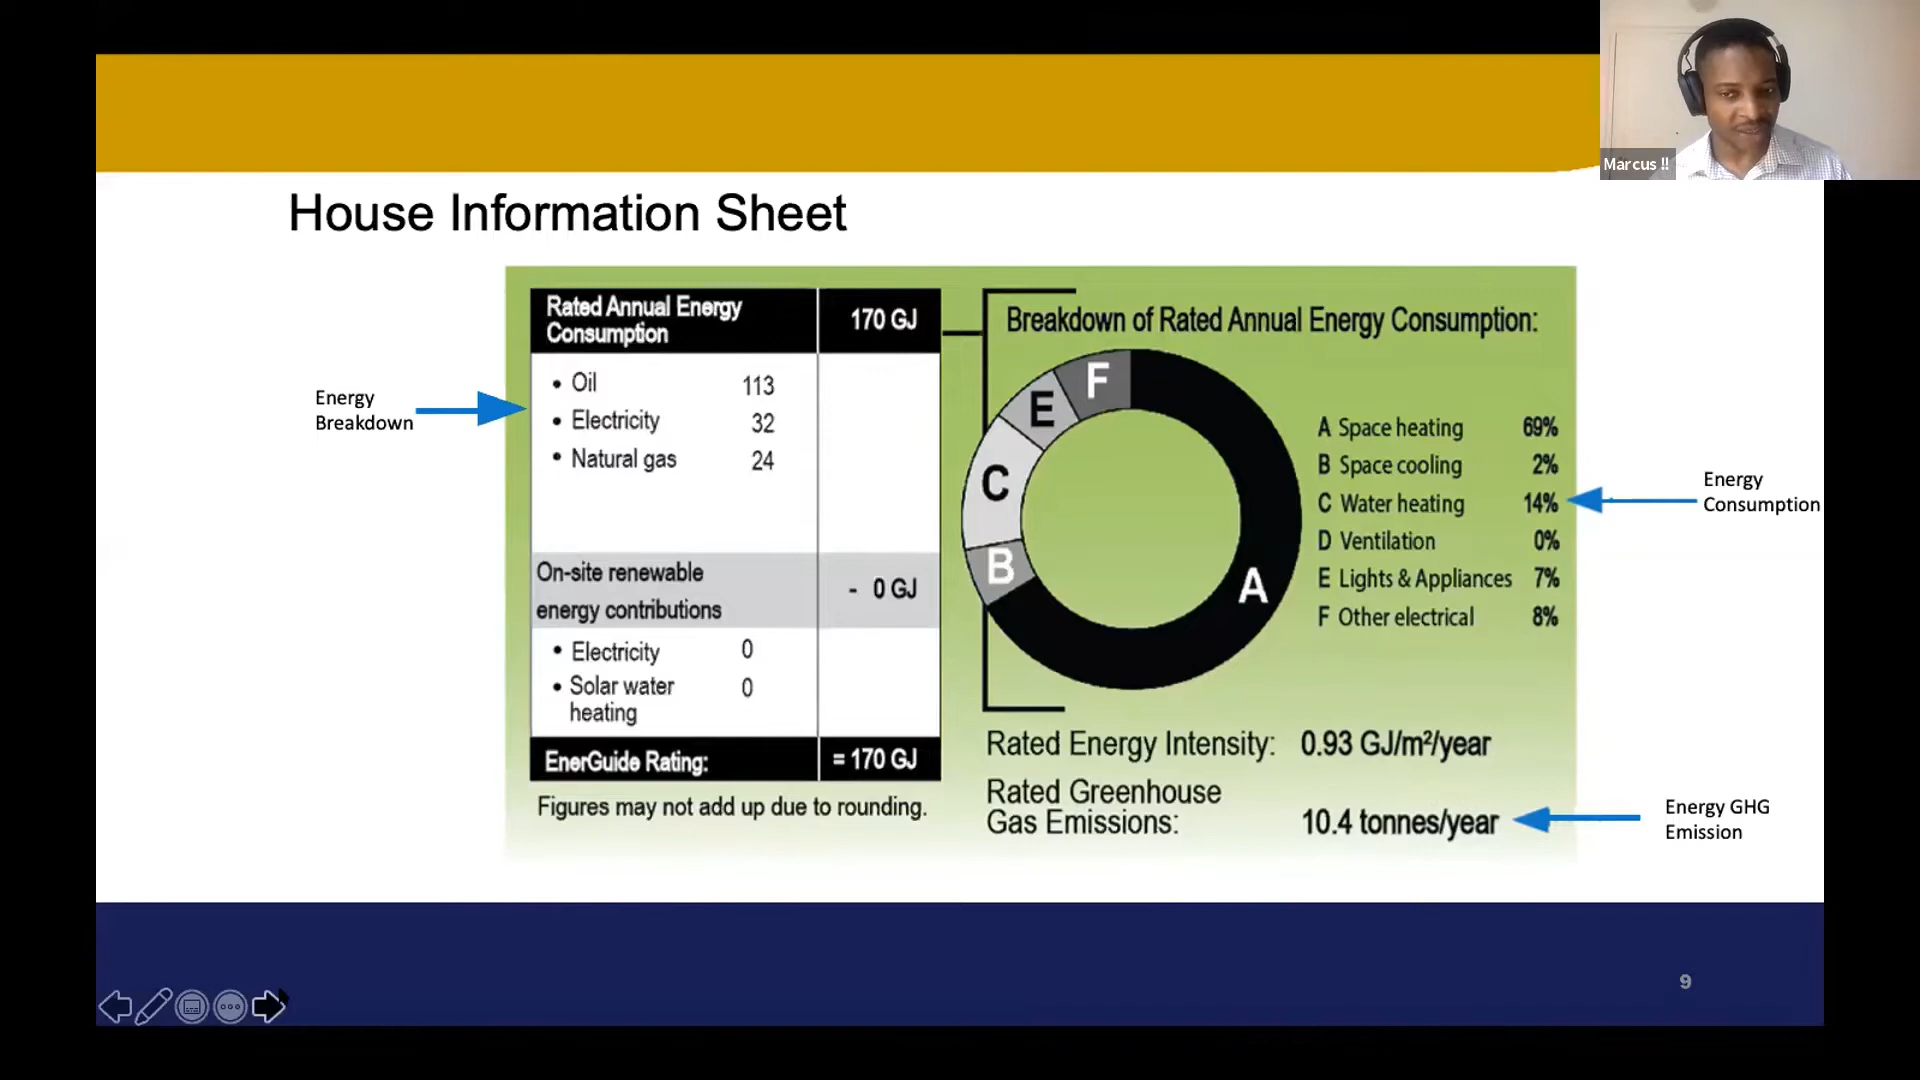 Marcus !!
House Information Sheet
Energy
Breakdown
Rated Annual Energy
Consumption
170 GJ
• Oil 113
• Electricity 32
• Natural gas 24
On-site renewable
energy contributions
- 0 GJ
• Electricity 0
• Solar water
heating
0
EnerGuide Rating:
= 170 GJ
Figures may not add up due to rounding.
Breakdown of Rated Annual Energy Consumption:
F
E
C
B
A
A Space heating 69%
B Space cooling 2%
C Water heating 14%
D Ventilation 0%
E Lights & Appliances 7%
F Other electrical 8%
Energy
Consumption
Rated Energy Intensity: 0.93 GJ/m²/year
Rated Greenhouse
Gas Emissions: 10.4 tonnes/year
Energy GHG
Emission
9